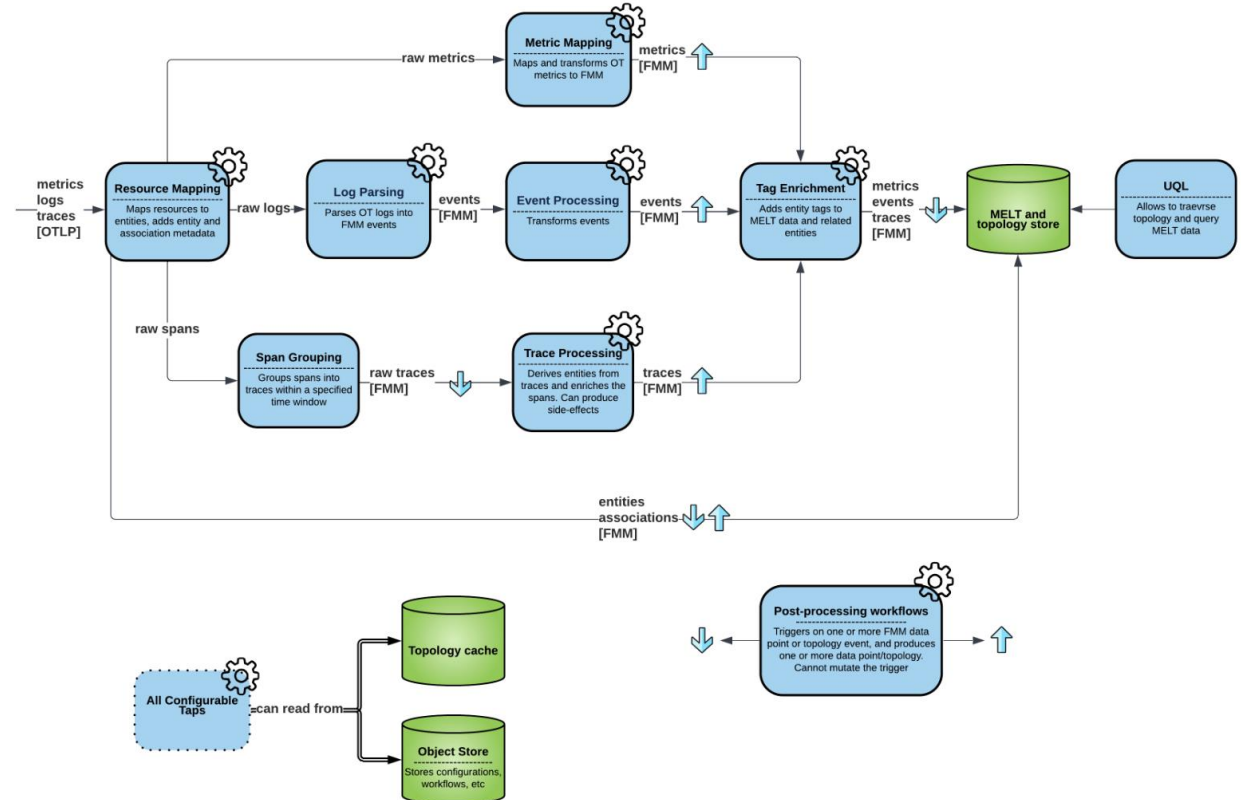 Metric Mapping
Maps and transforms OT
metrics to FMM
raw metrics
metrics
[FMM]
metrics
logs
traces
[OTLP]
Resource Mapping
Maps resources to
entities, adds entity and
association metadata
raw logs
Log Parsing
Parses OT logs into
FMM events
events
[FMM]
Event Processing
Transforms events
events
[FMM]
Tag Enrichment
Adds entity tags to
MELT data and related
entities
metrics
events
traces
[FMM]
MELT and
topology store
UQL
Allows to traevrse
topology and query
MELT data
raw spans
Span Grouping
Groups spans into
traces within a specified
time window
raw traces
[FMM]
Trace Processing
Derives entities from
traces and enriches the
spans. Can produce
side-effects
traces
[FMM]
entities
associations
[FMM]
Post-processing workflows
Triggers on one or more FMM data
point or topology event, and produces
one or more data point/topology.
Cannot mutate the trigger
All Configurable
Taps
can read from
Topology cache
Object Store
Stores configurations,
workflows, etc